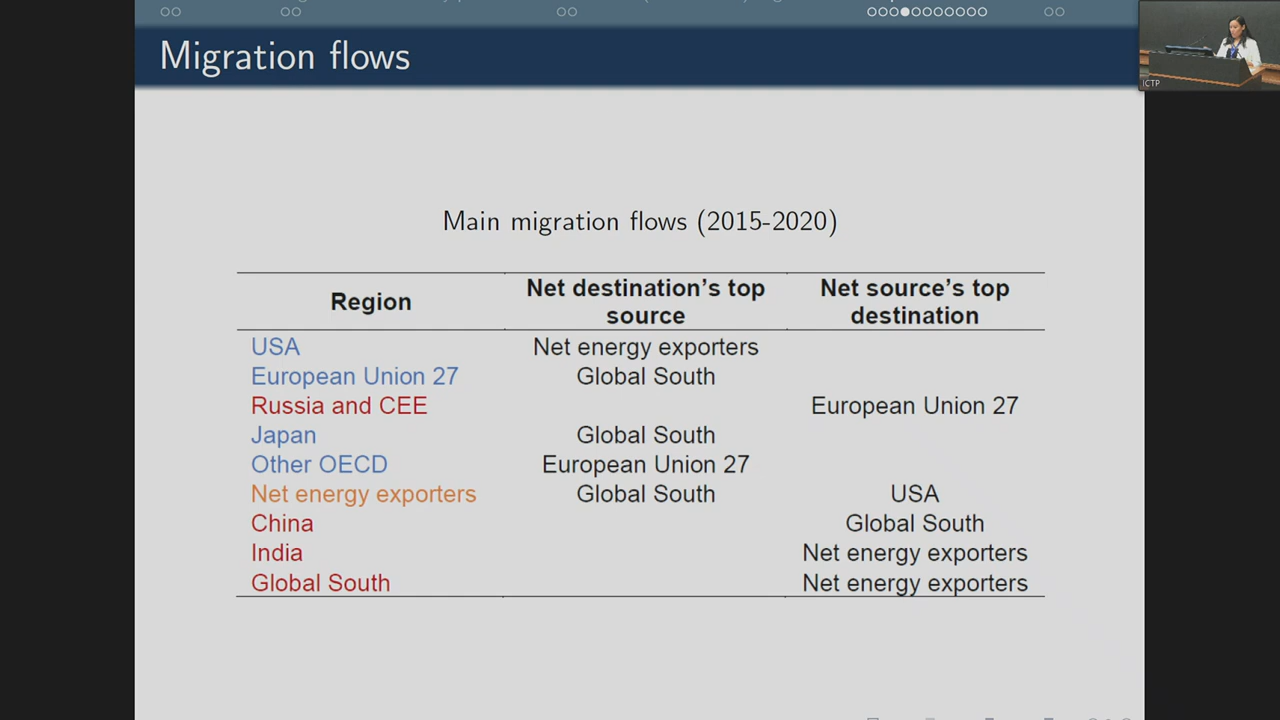 Migration flows
ICTP
Main migration flows (2015-2020)
Region Net destination's top source Net source's top destination
USA Net energy exporters
European Union 27 Global South
Russia and CEE European Union 27
Japan Global South
Other OECD European Union 27
Net energy exporters Global South USA
China Global South
India Net energy exporters
Global South Net energy exporters